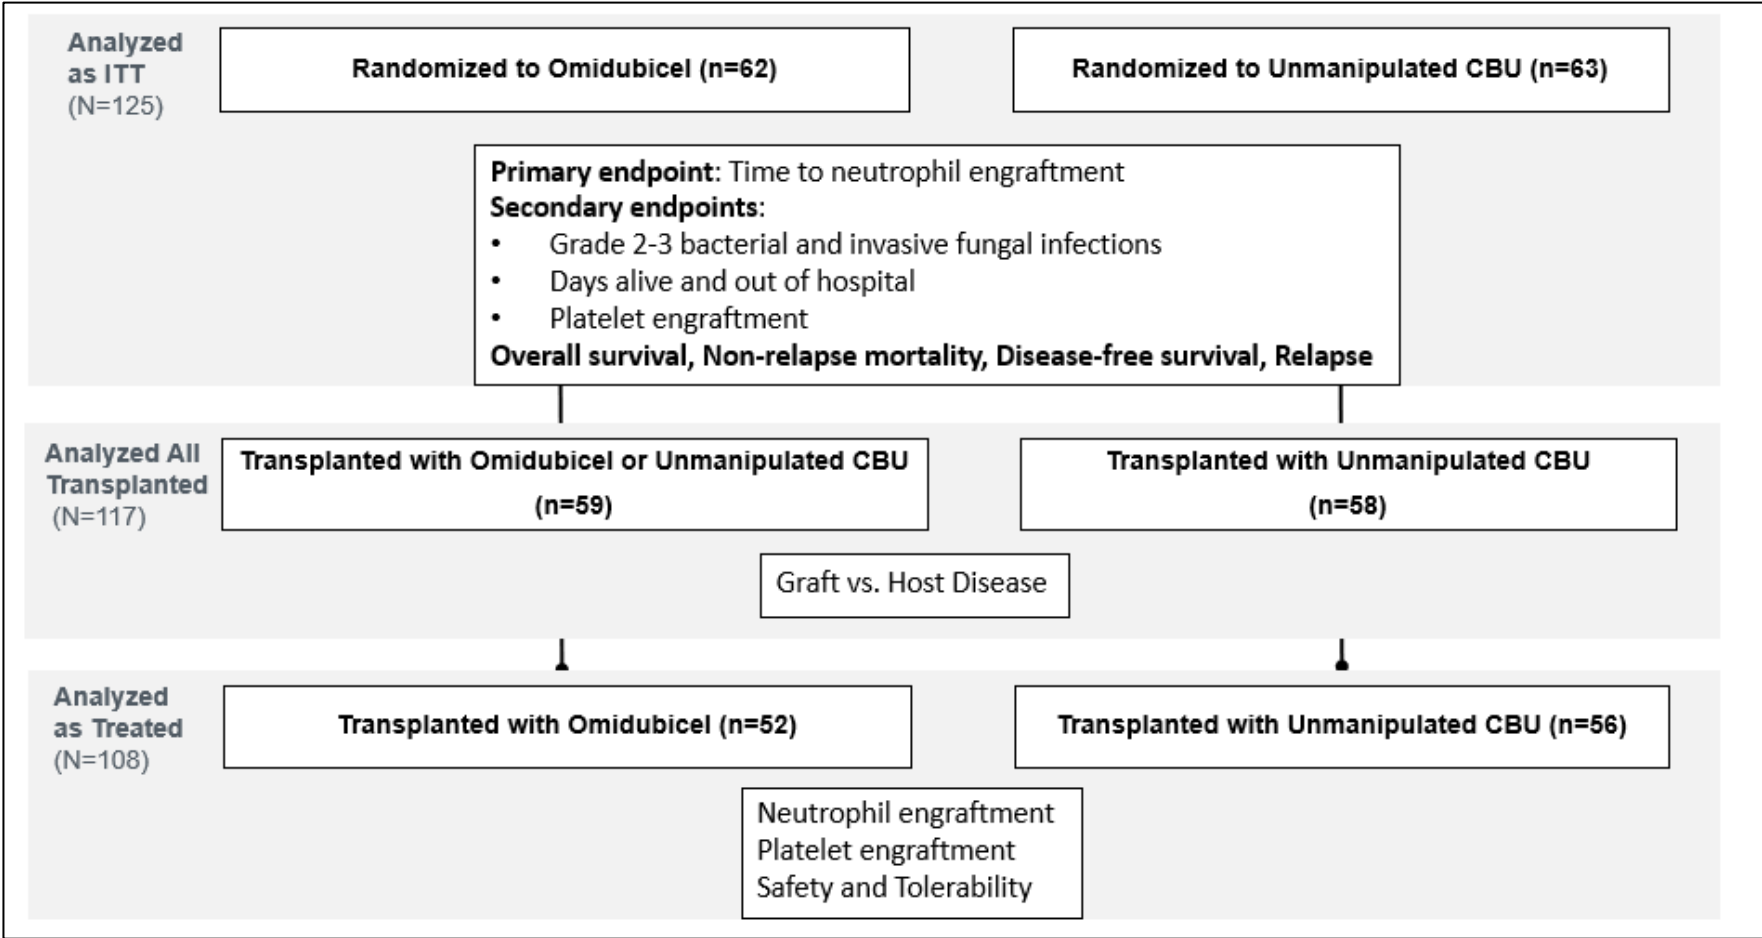 Analyzed
as ITT
(N=125)
Randomized to Omidubicel (n=62)
Randomized to Unmanipulated CBU (n=63)
Primary endpoint: Time to neutrophil engraftment
Secondary endpoints:
• Grade 2-3 bacterial and invasive fungal infections
• Days alive and out of hospital
• Platelet engraftment
Overall survival, Non-relapse mortality, Disease-free survival, Relapse
Analyzed All
Transplanted
(N=117)
Transplanted with Omidubicel or Unmanipulated CBU
(n=59)
Transplanted with Unmanipulated CBU
(n=58)
Graft vs. Host Disease
Analyzed
as Treated
(N=108)
Transplanted with Omidubicel (n=52)
Transplanted with Unmanipulated CBU (n=56)
Neutrophil engraftment
Platelet engraftment
Safety and Tolerability